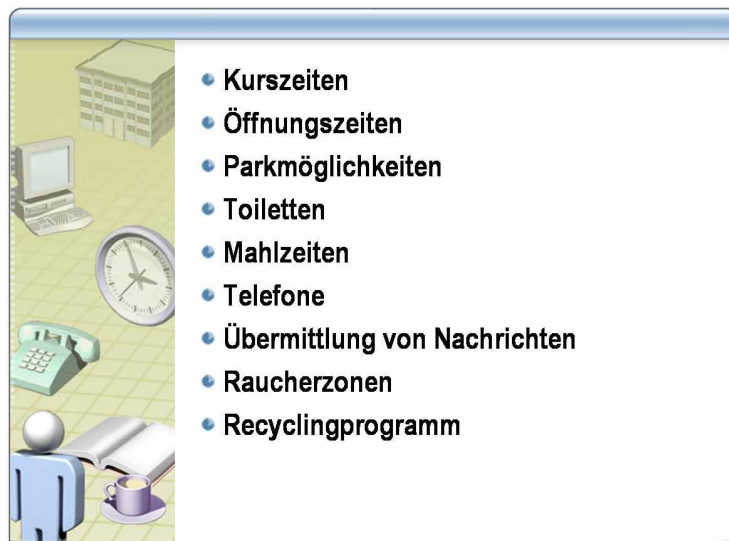 Kurszeiten
Öffnungszeiten
Parkmöglichkeiten
Toiletten
Mahlzeiten
Telefone
Übermittlung von Nachrichten
Raucherzonen
Recyclingprogramm